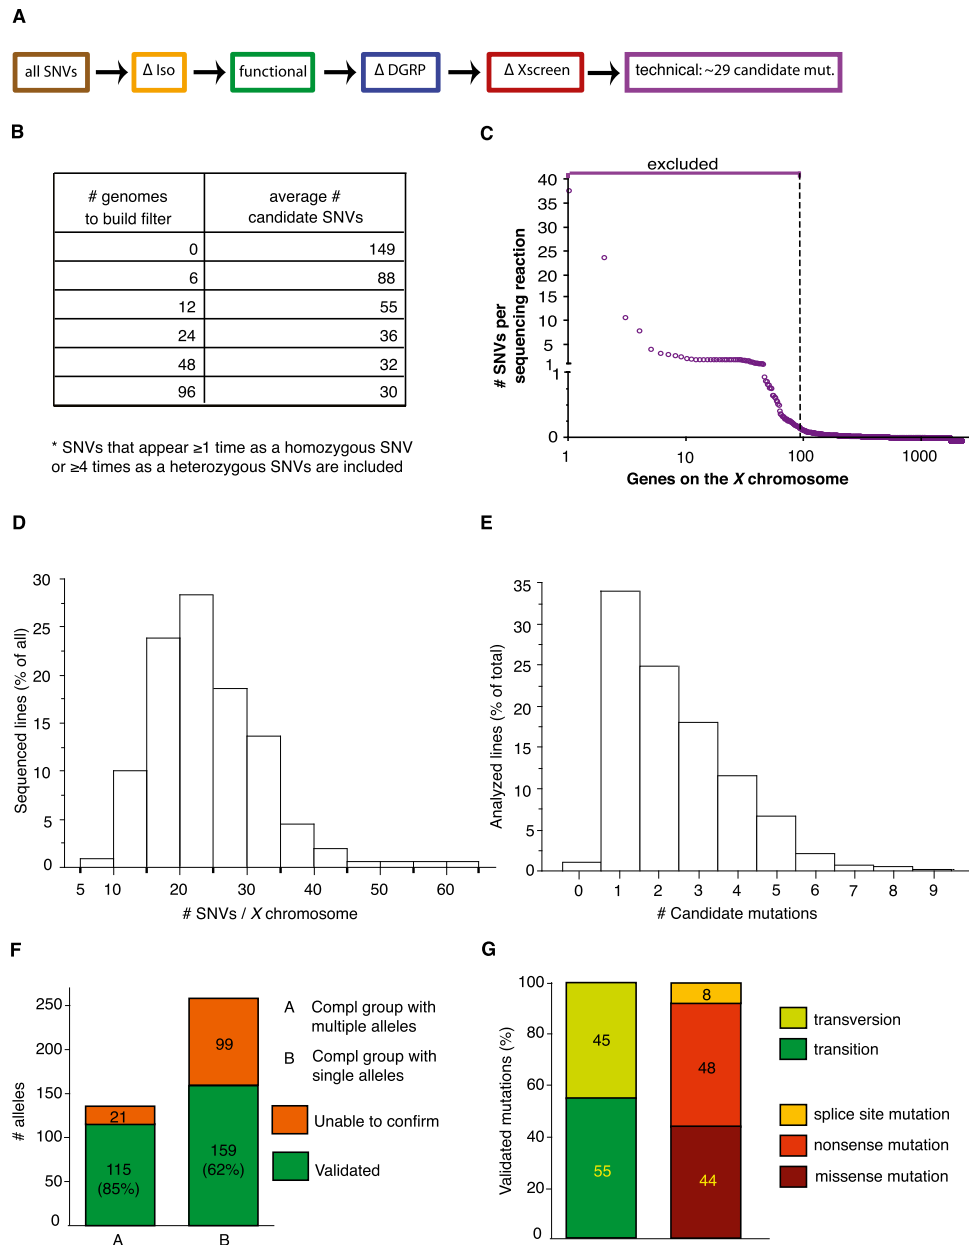 A
all SNVs
Δ Iso
functional
Δ DGRP
Δ Xscreen
technical: ~29 candidate mut.
B
# genomes
to build filter
average #
candidate SNVs
0 149
6 88
12 55
24 36
48 32
96 30
* SNVs that appear ≥1 time as a homozygous SNV
or ≥4 times as a heterozygous SNVs are included
C
excluded
40
35
30
25
20
15
10
5
1
1
0
# SNVs per
sequencing reaction
1 10 100 1000
Genes on the X chromosome
D
30
25
20
15
10
5
0
Sequenced lines (% of all)
5 10 20 30 40 50 60
# SNVs / X chromosome
E
35
30
25
20
15
10
5
0
Analyzed lines (% of total)
0 1 2 3 4 5 6 7 8 9
# Candidate mutations
F
250
200
150
100
50
0
# alleles
21
115
(85%)
99
159
(62%)
A B
A Compl group with
multiple alleles
B Compl group with
single alleles
Unable to confirm
Validated
G
100
80
60
40
20
0
Validated mutations (%)
45
55
8
48
44
transversion
transition
splice site mutation
nonsense mutation
missense mutation